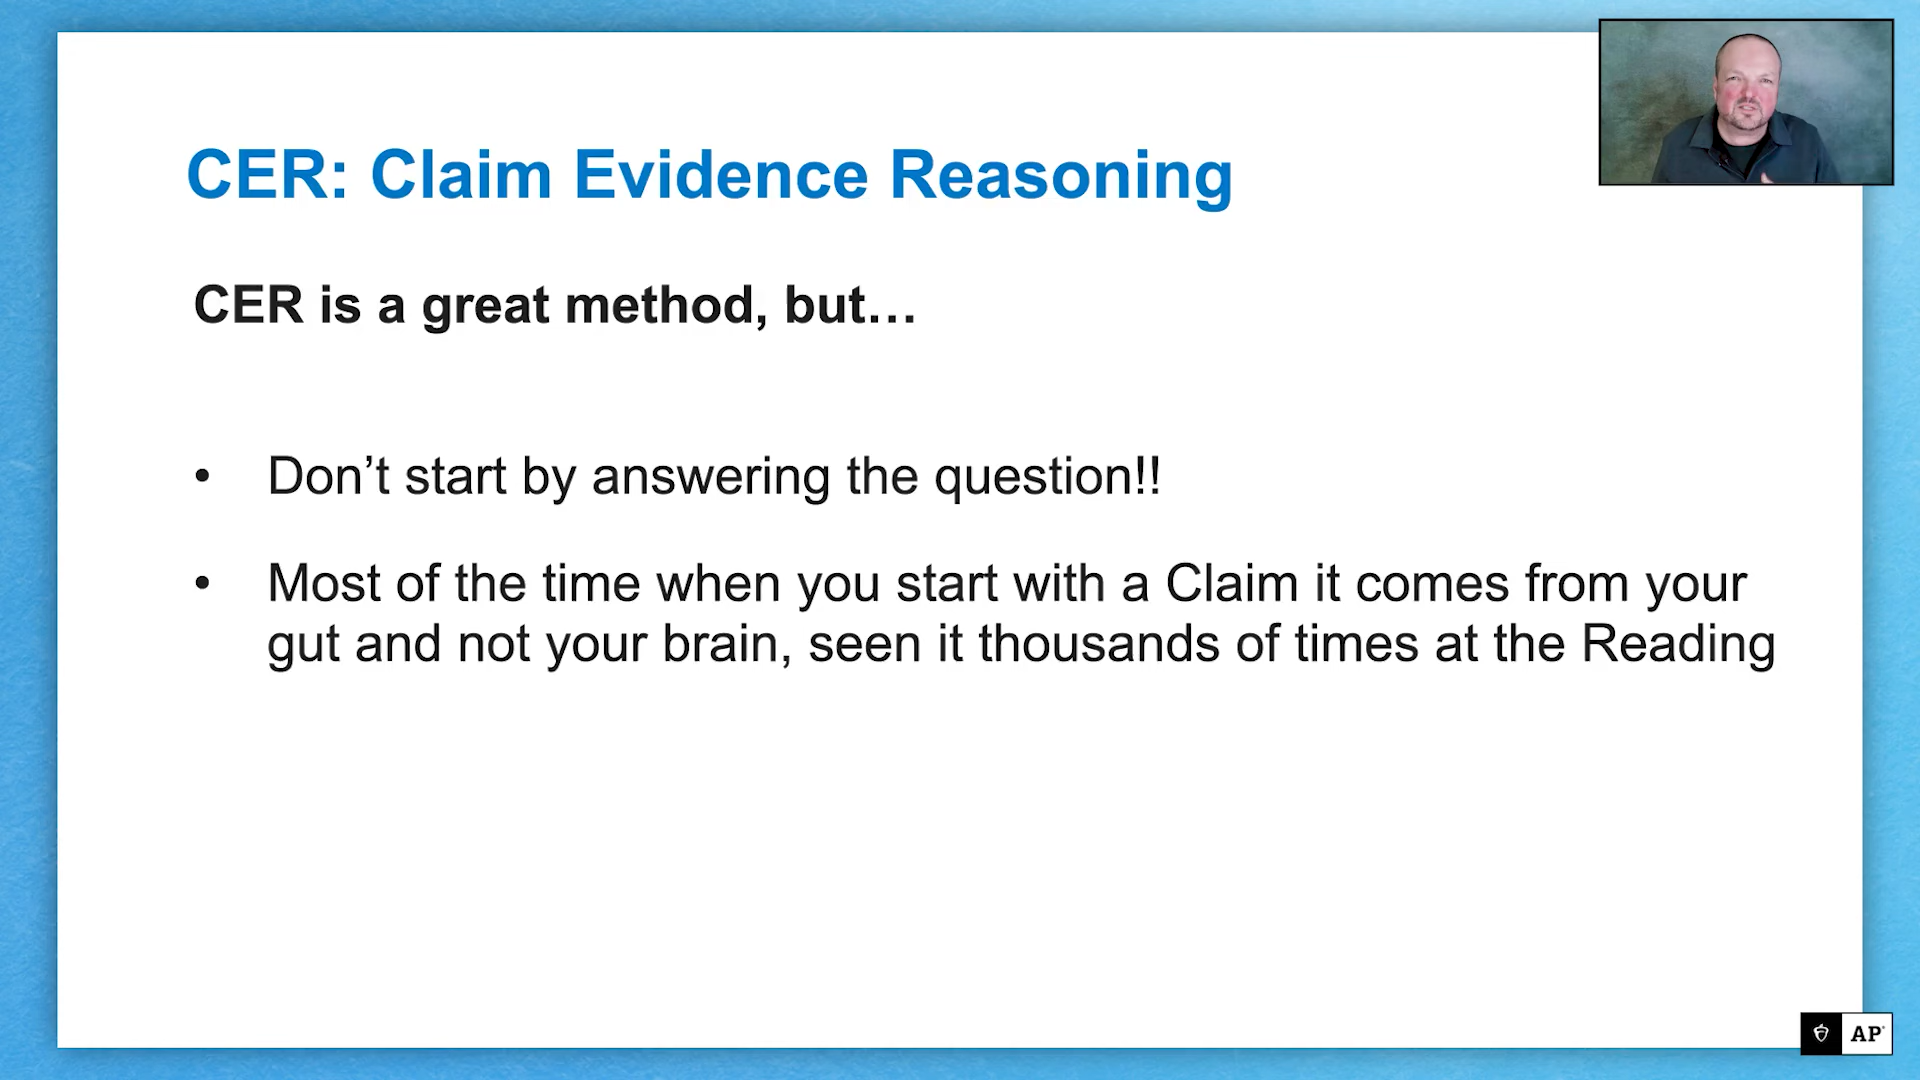 CER: Claim Evidence Reasoning
CER is a great method, but…
• Don’t start by answering the question!!
• Most of the time when you start with a Claim it comes from your
gut and not your brain, seen it thousands of times at the Reading
AP®